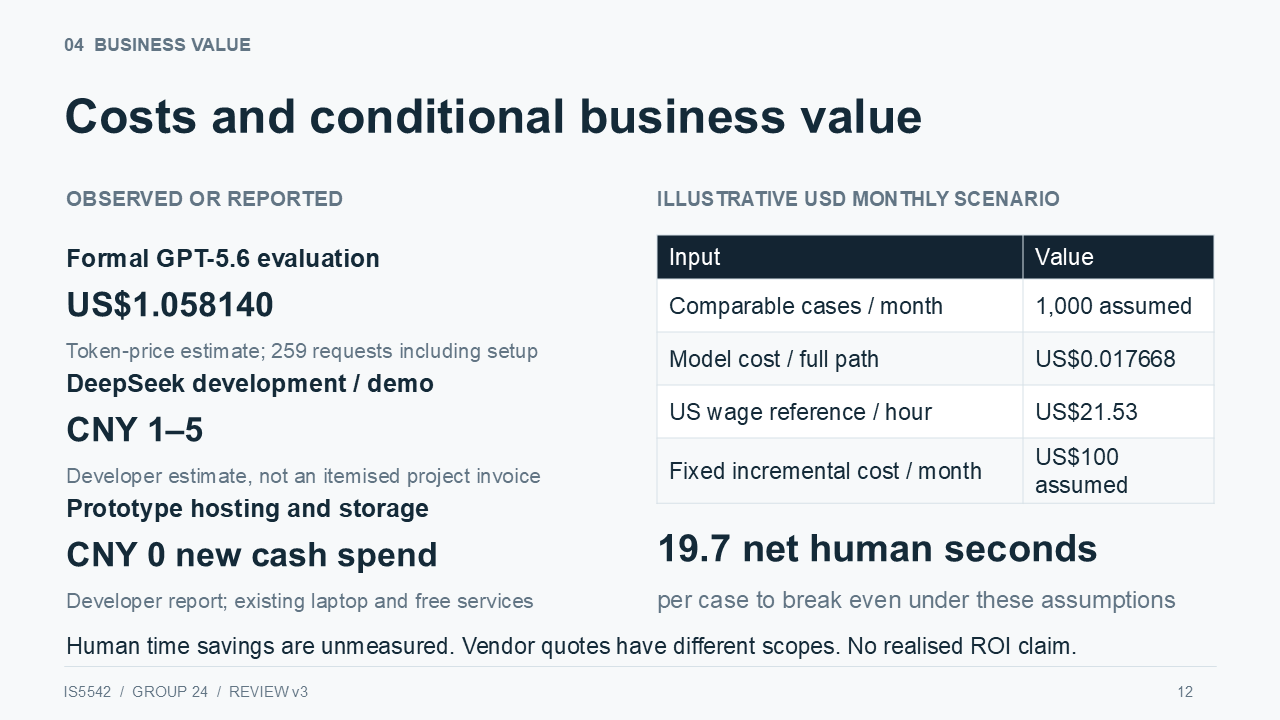 04 BUSINESS VALUE
Costs and conditional business value
OBSERVED OR REPORTED
Formal GPT-5.6 evaluation
US$1.058140
Token-price estimate; 259 requests including setup
DeepSeek development / demo
CNY 1–5
Developer estimate, not an itemised project invoice
Prototype hosting and storage
CNY 0 new cash spend
Developer report; existing laptop and free services
ILLUSTRATIVE USD MONTHLY SCENARIO
Input Value
Comparable cases / month 1,000 assumed
Model cost / full path US$0.017668
US wage reference / hour US$21.53
Fixed incremental cost / month US$100
assumed
19.7 net human seconds
per case to break even under these assumptions
Human time savings are unmeasured. Vendor quotes have different scopes. No realised ROI claim.
IS5542 / GROUP 24 / REVIEW v3 12